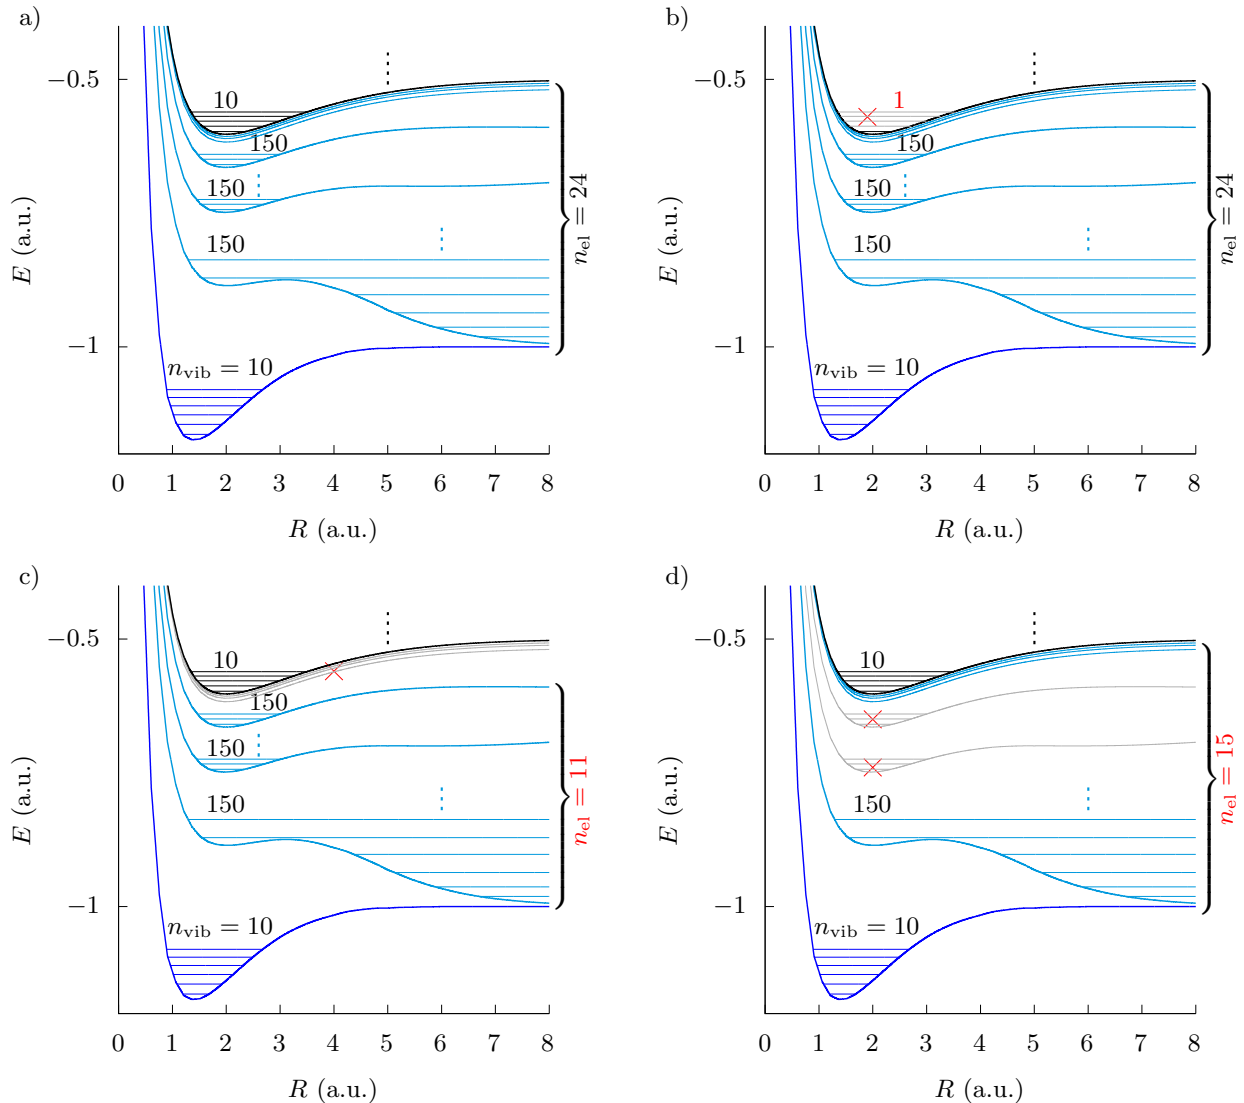 a)
−0.5
−1
E (a.u.)
10
150
150
150
n_vib = 10
n_el = 24
0 1 2 3 4 5 6 7 8
R (a.u.)
b)
−0.5
−1
E (a.u.)
1
150
150
150
n_vib = 10
n_el = 24
0 1 2 3 4 5 6 7 8
R (a.u.)
c)
−0.5
−1
E (a.u.)
10
150
150
150
n_vib = 10
n_el = 11
0 1 2 3 4 5 6 7 8
R (a.u.)
d)
−0.5
−1
E (a.u.)
10
150
n_vib = 10
n_el = 15
0 1 2 3 4 5 6 7 8
R (a.u.)